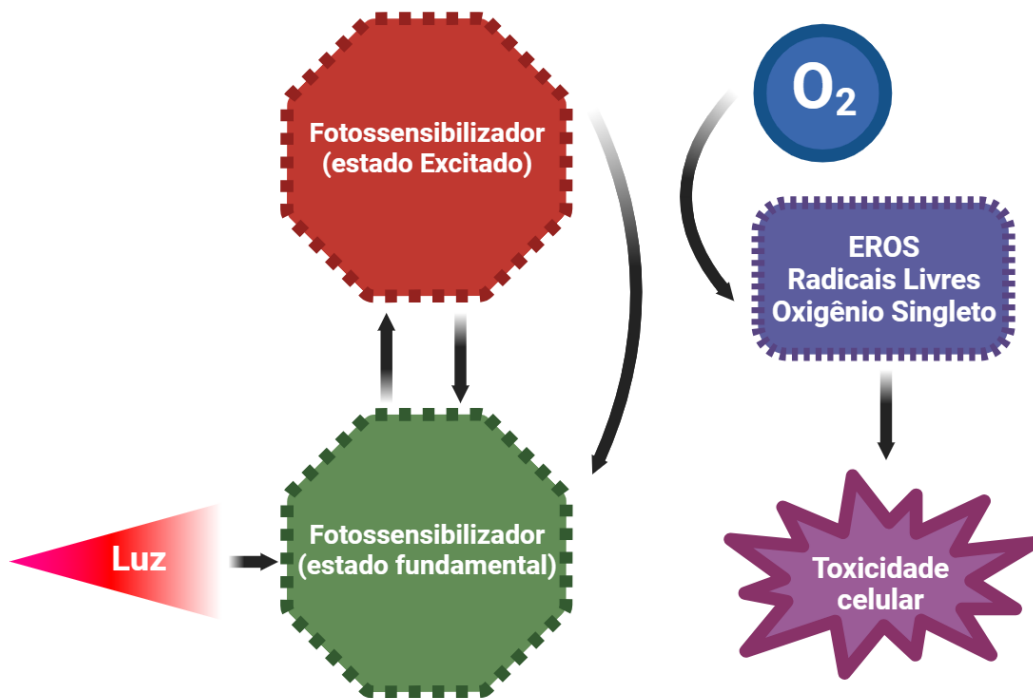 Fotossensibilizador
(estado Excitado)
O₂
EROS
Radicais Livres
Oxigênio Singleto
Luz
Fotossensibilizador
(estado fundamental)
Toxicidade
celular